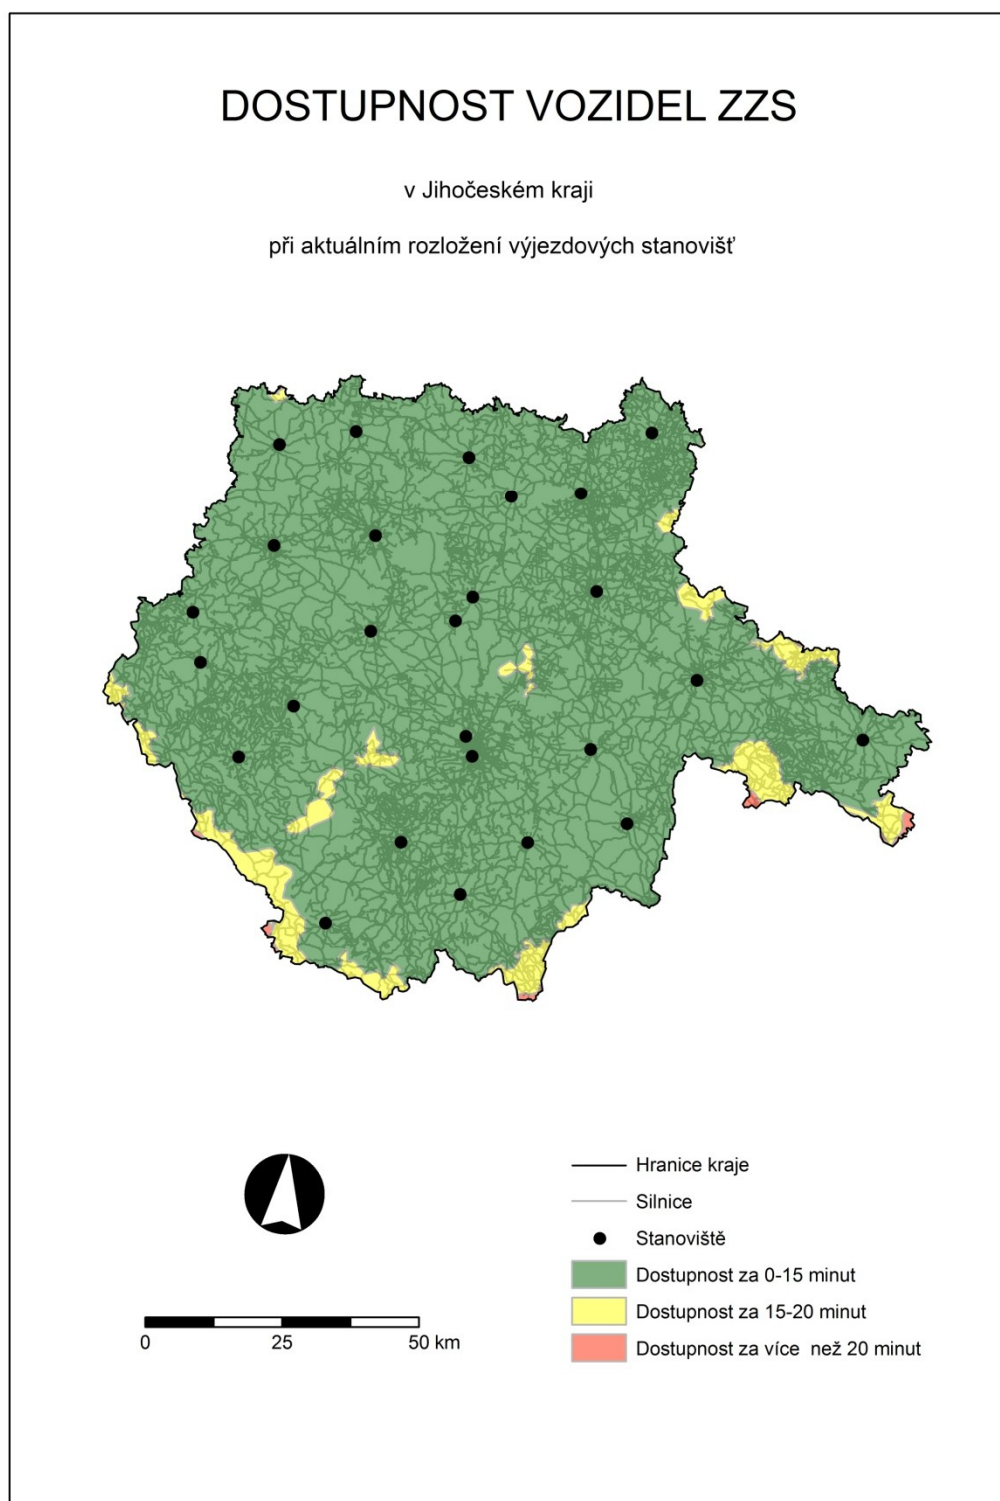 DOSTUPNOST VOZIDEL ZZS
v Jihočeském kraji
při aktuálním rozložení výjezdových stanovišť
Hranice kraje
Silnice
Stanoviště
Dostupnost za 0-15 minut
Dostupnost za 15-20 minut
Dostupnost za více než 20 minut
0 25 50 km